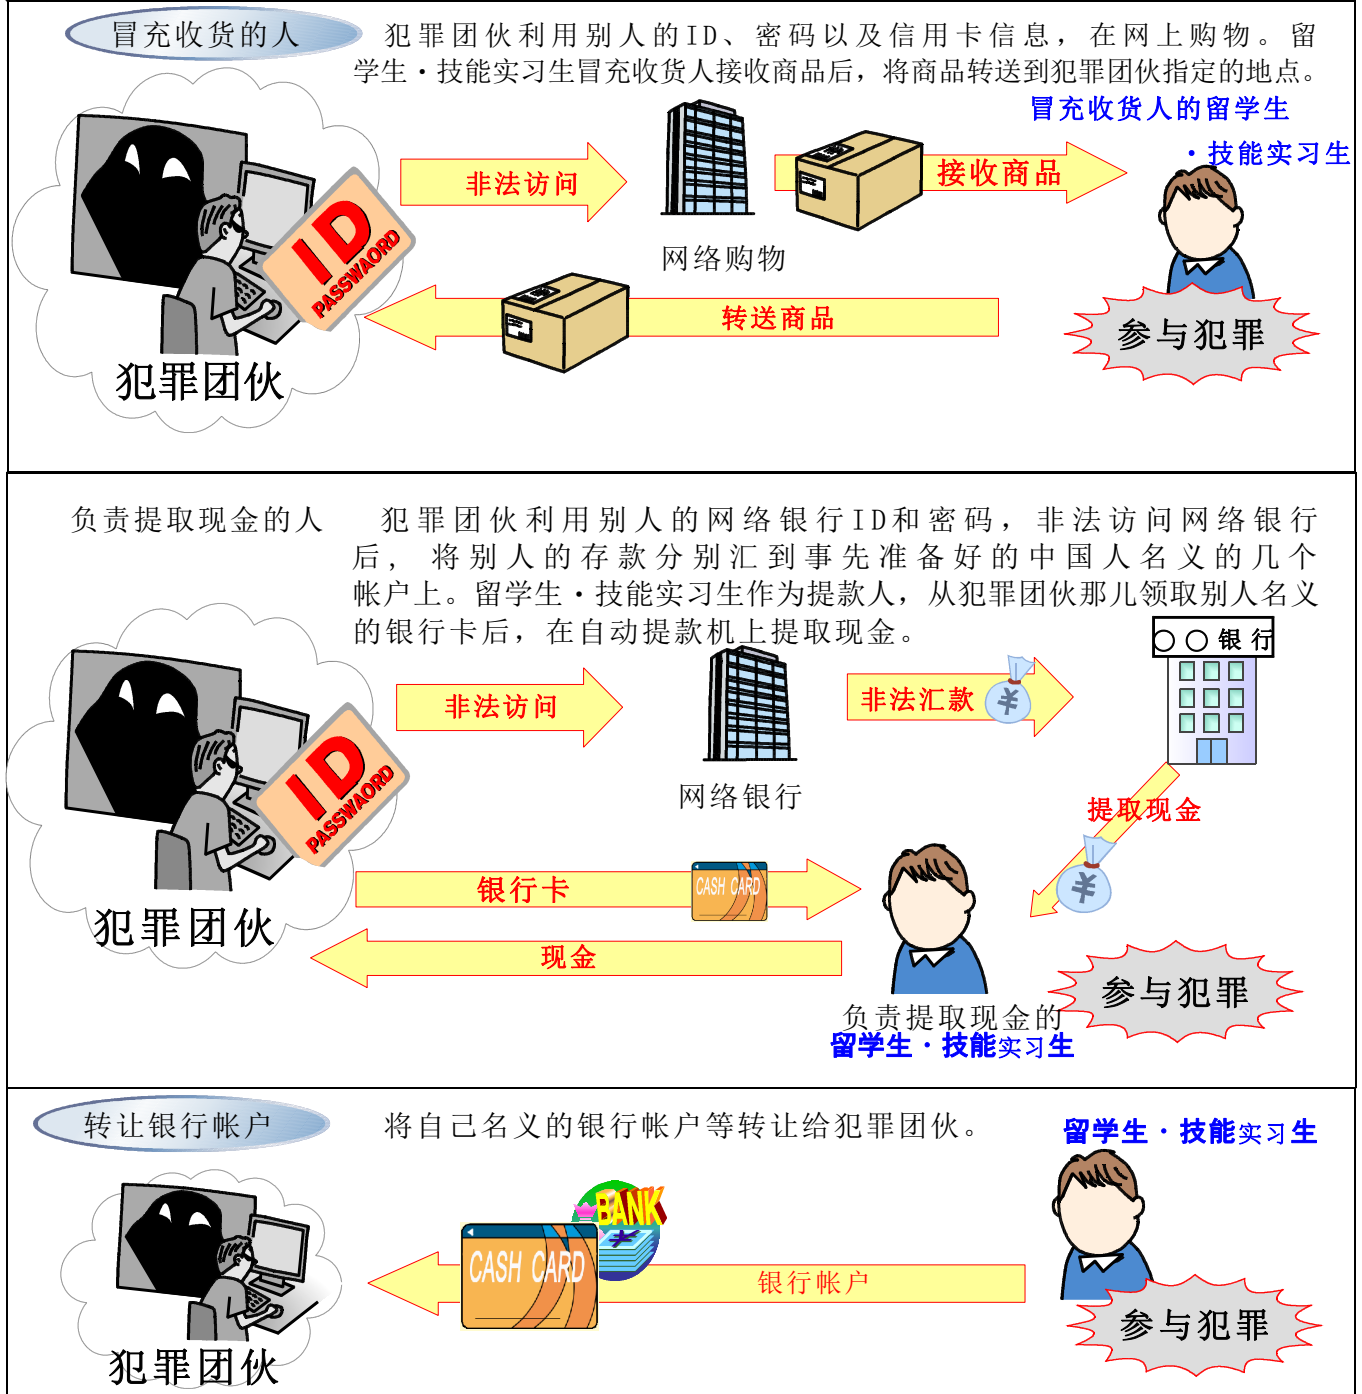 冒充收货的人
犯罪团伙利用别人的ID、密码以及信用卡信息，在网上购物。留
学生・技能实习生冒充收货人接收商品后，将商品转送到犯罪团伙指定的地点。
冒充收货人的留学生
・技能实习生
非法访问
接收商品
ID
PASSWAORD
网络购物
转送商品
参与犯罪
犯罪团伙
负责提取现金的人
犯罪团伙利用别人的网络银行ID和密码，非法访问网络银行
后，将别人的存款分别汇到事先准备好的中国人名义的几个
帐户上。留学生・技能实习生作为提款人，从犯罪团伙那儿领取别人名义
的银行卡后，在自动提款机上提取现金。
〇〇银行
非法访问
非法汇款
¥
ID
PASSWAORD
网络银行
提取现金
¥
银行卡
CASH CARD
犯罪团伙
现金
参与犯罪
负责提取现金的
留学生・技能实习生
转让银行帐户
将自己名义的银行帐户等转让给犯罪团伙。
留学生・技能实习生
BANK
¥
CASH CARD
银行帐户
参与犯罪
犯罪团伙